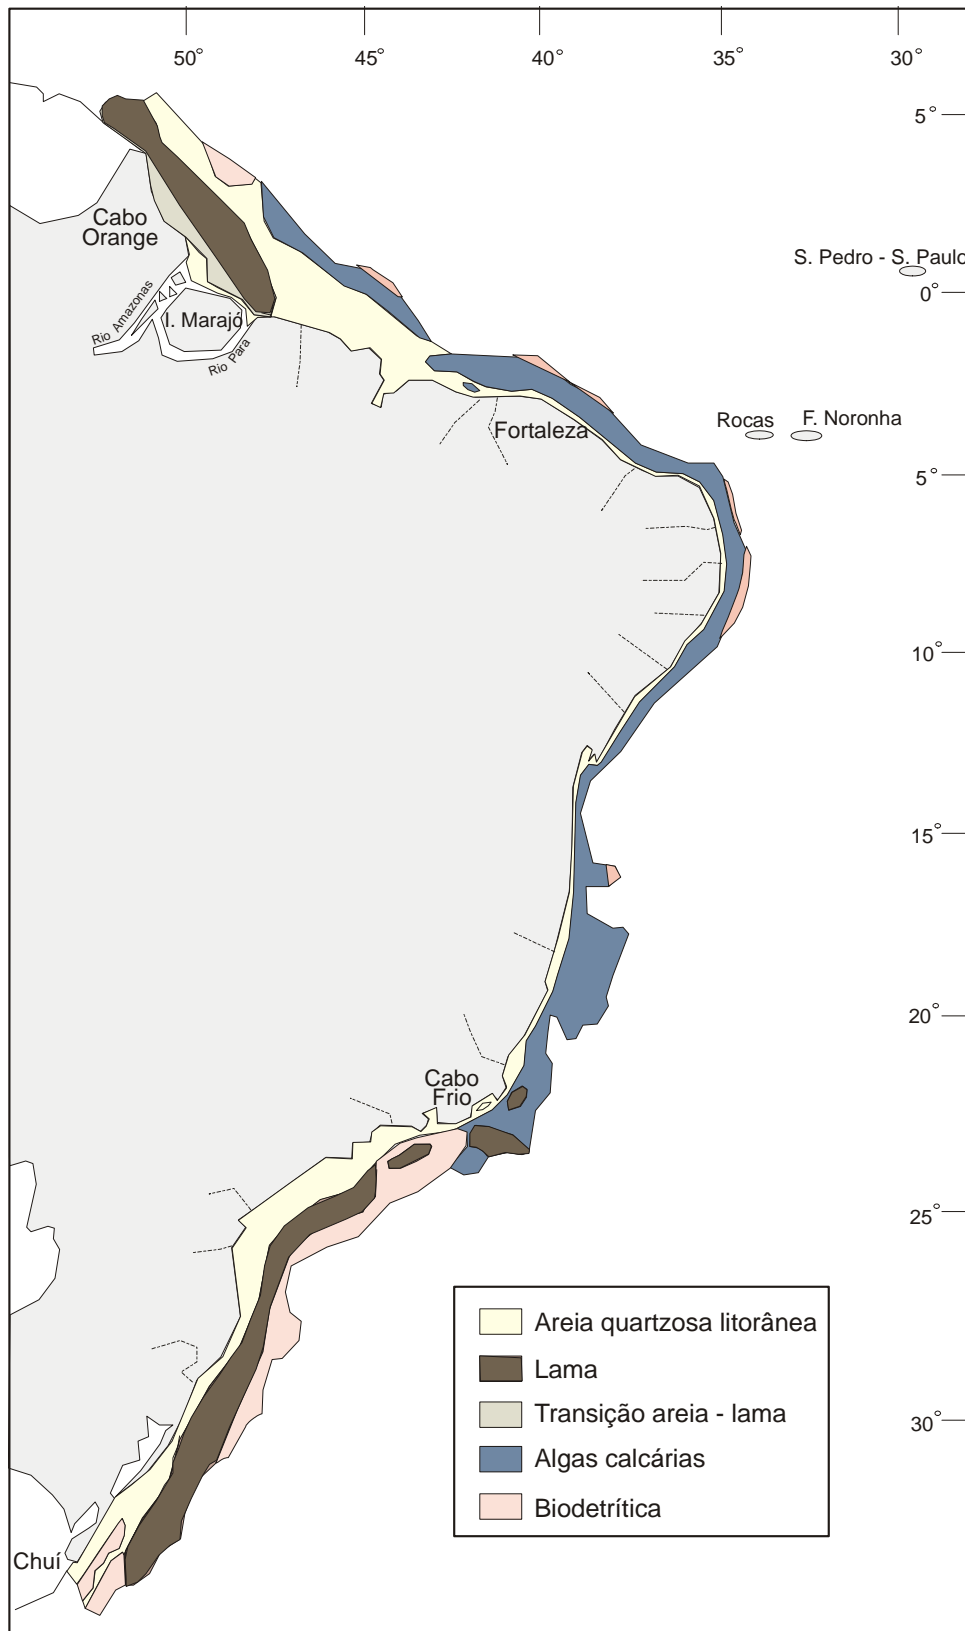 50°
45°
40°
35°
30°
5°
Cabo
Orange
S. Pedro - S. Paulo
0°
Rio Amazonas
I. Marajó
Rio Para
Rocas
F. Noronha
Fortaleza
5°
10°
15°
20°
Cabo
Frio
25°
Areia quartzosa litorânea
Lama
Transição areia - lama
30°
Algas calcárias
Biodetrítica
Chuí